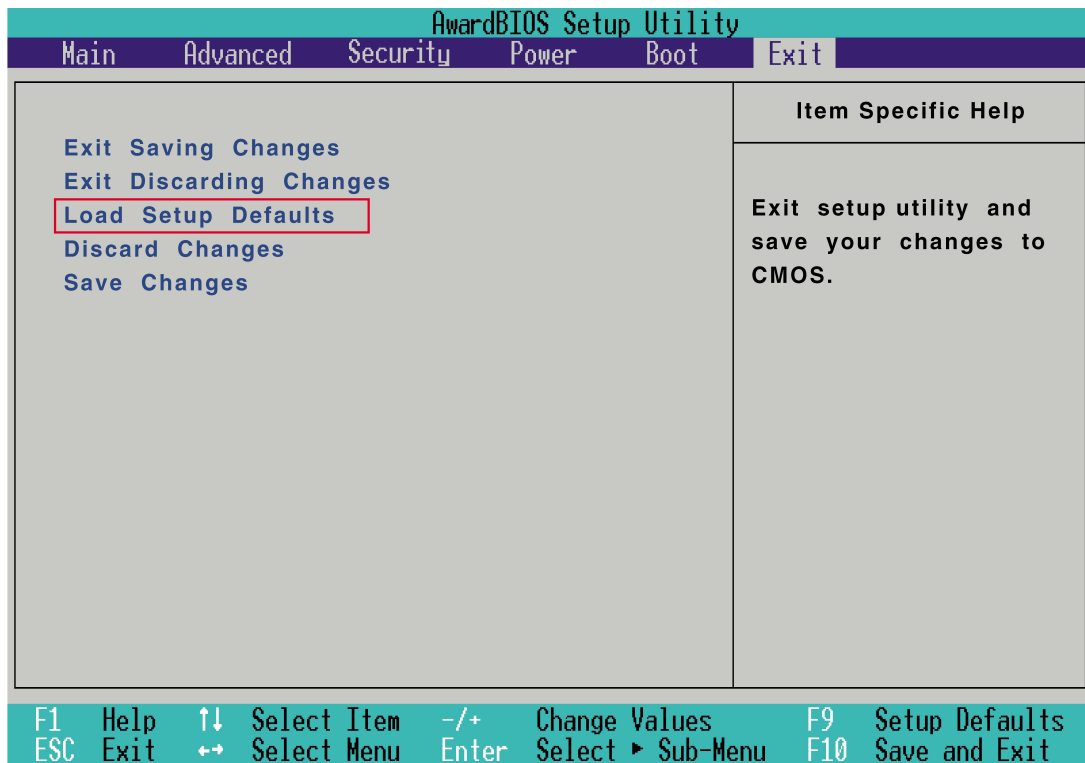 AwardBIOS Setup Utility
Main Advanced Security Power Boot Exit
Item Specific Help
Exit Saving Changes
Exit Discarding Changes
Load Setup Defaults
Discard Changes
Save Changes
Exit setup utility and
save your changes to
CMOS.
F1 Help ↑↓ Select Item -/+ Change Values F9 Setup Defaults
ESC Exit ←→ Select Menu Enter Select ▶ Sub-Menu F10 Save and Exit